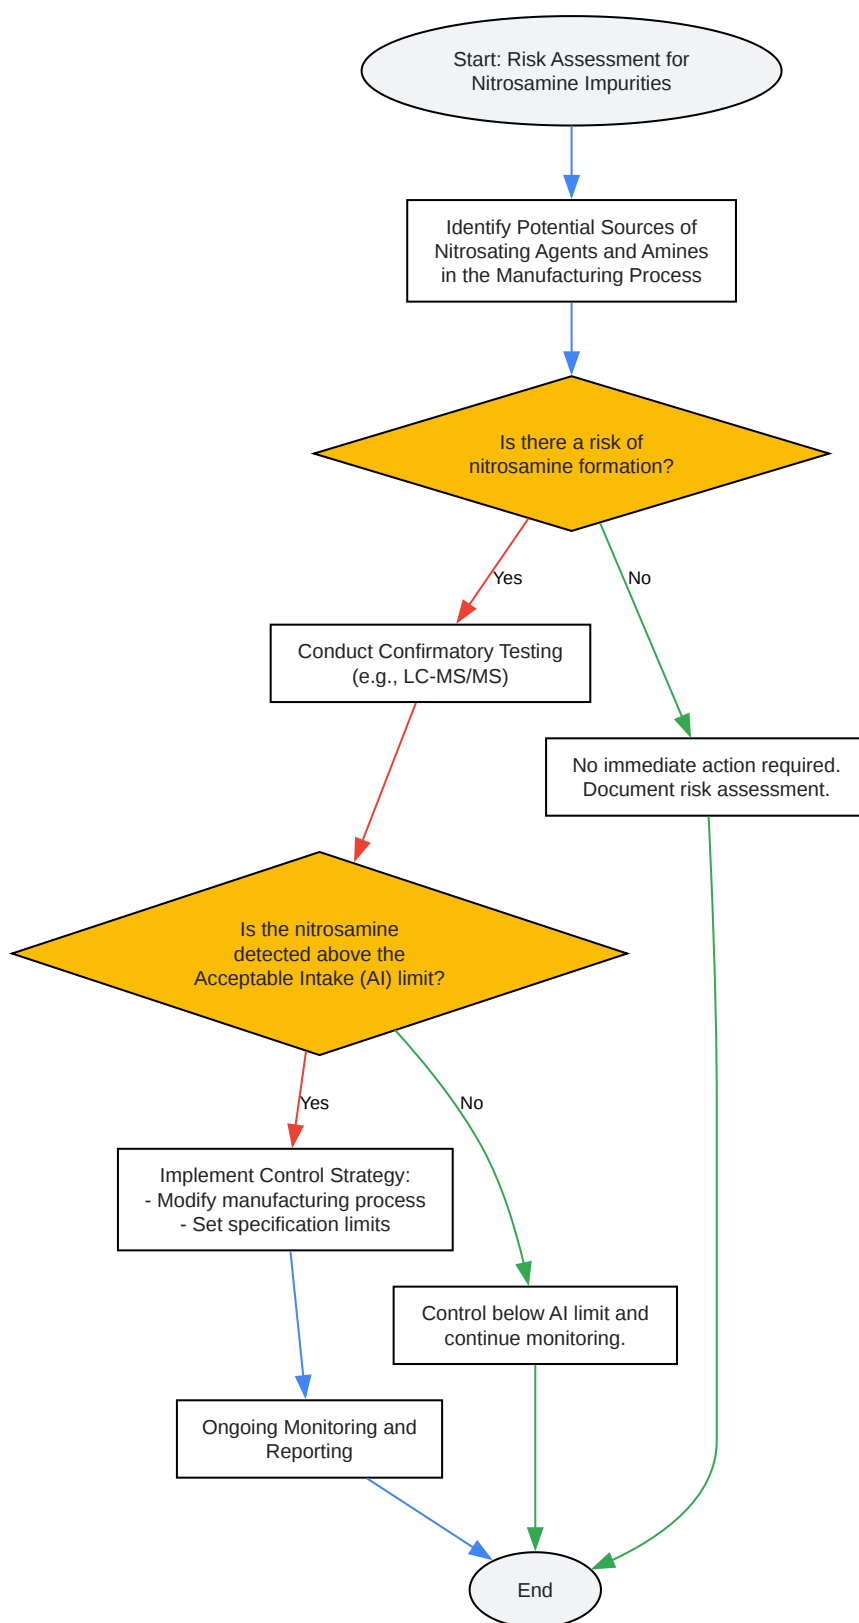 Start: Risk Assessment for
Nitrosamine Impurities
Identify Potential Sources of
Nitrosating Agents and Amines
in the Manufacturing Process
Is there a risk of
nitrosamine formation?
Yes
No
Conduct Confirmatory Testing
(e.g., LC-MS/MS)
No immediate action required.
Document risk assessment.
Is the nitrosamine
detected above the
Acceptable Intake (AI) limit?
Yes
No
Implement Control Strategy:
- Modify manufacturing process
- Set specification limits
Control below AI limit and
continue monitoring.
Ongoing Monitoring and
Reporting
End